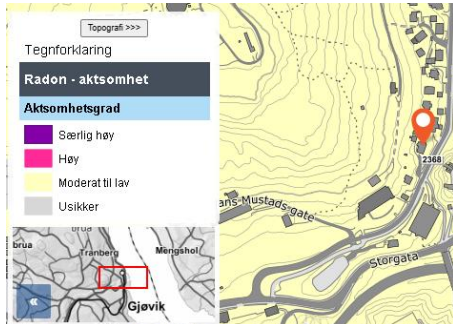 Topografi >>>
Tegnforklaring
Radon - aktsomhet
Aktsomhetsgrad
Særlig høy
Høy
Moderat til lav
Usikker
brua
brua
Tranberg
Mengshol
Gjøvik
«
2368
ans-Mustads-gate
Storgata